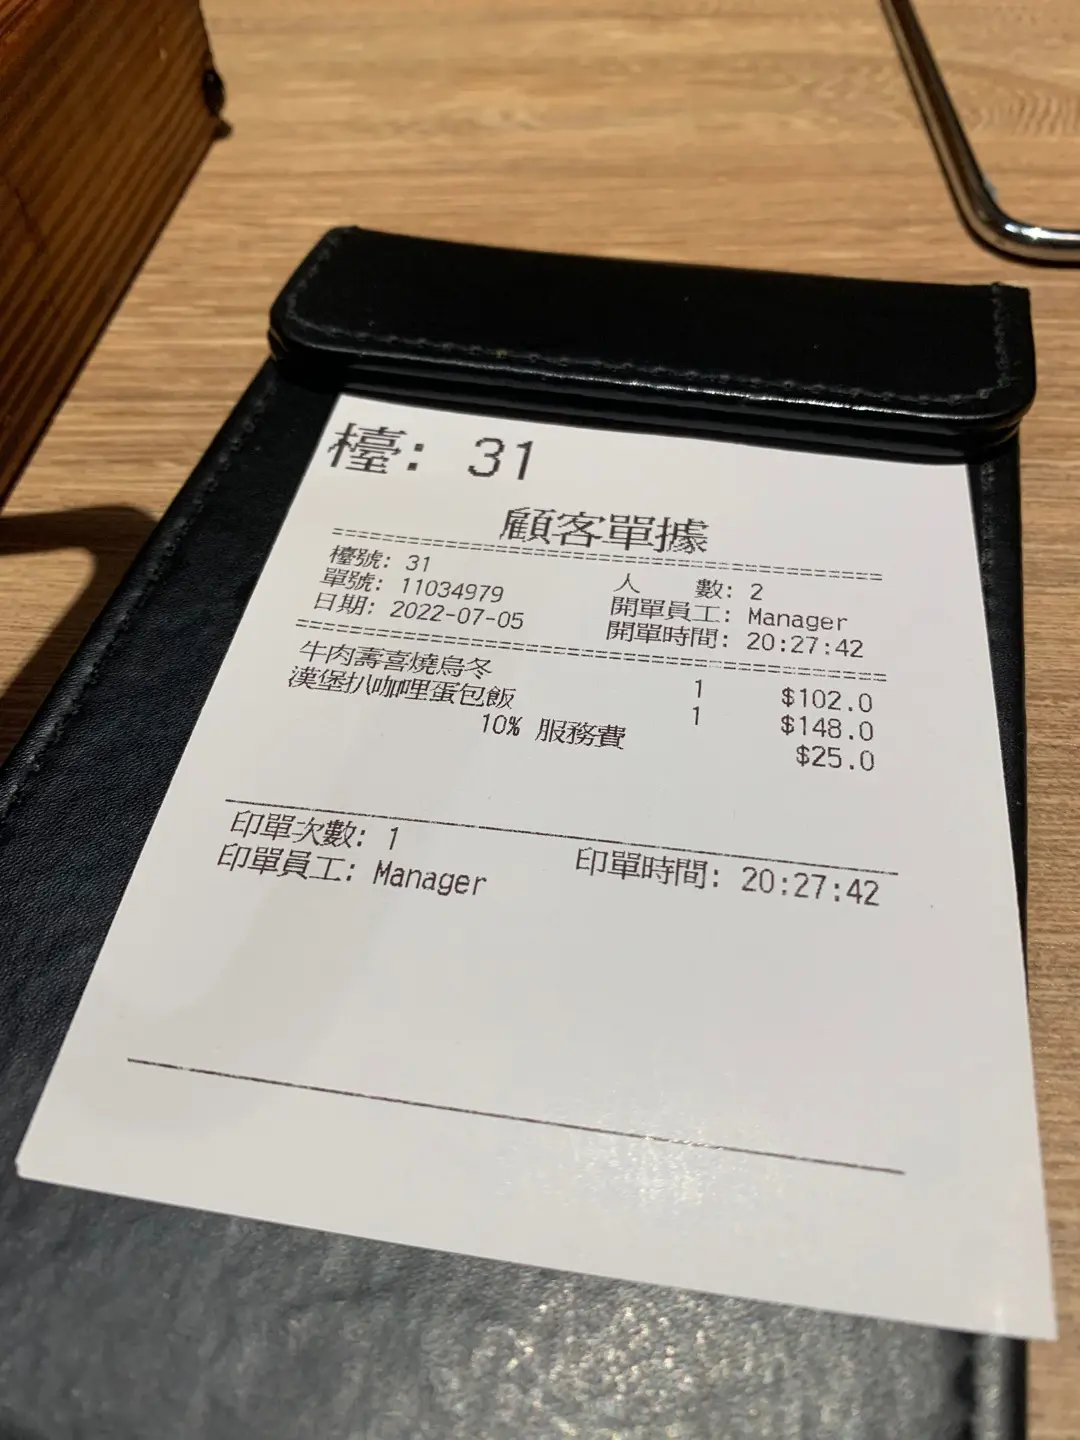 檯: 31
顧客單據
檯號: 31 人 數: 2
單號: 11034979 開單員工: Manager
日期: 2022-07-05 開單時間: 20:27:42
牛肉壽喜燒烏冬 1 $102.0
漢堡扒咖哩蛋包飯 1 $148.0
10% 服務費 $25.0
印單次數: 1
印單員工: Manager 印單時間: 20:27:42